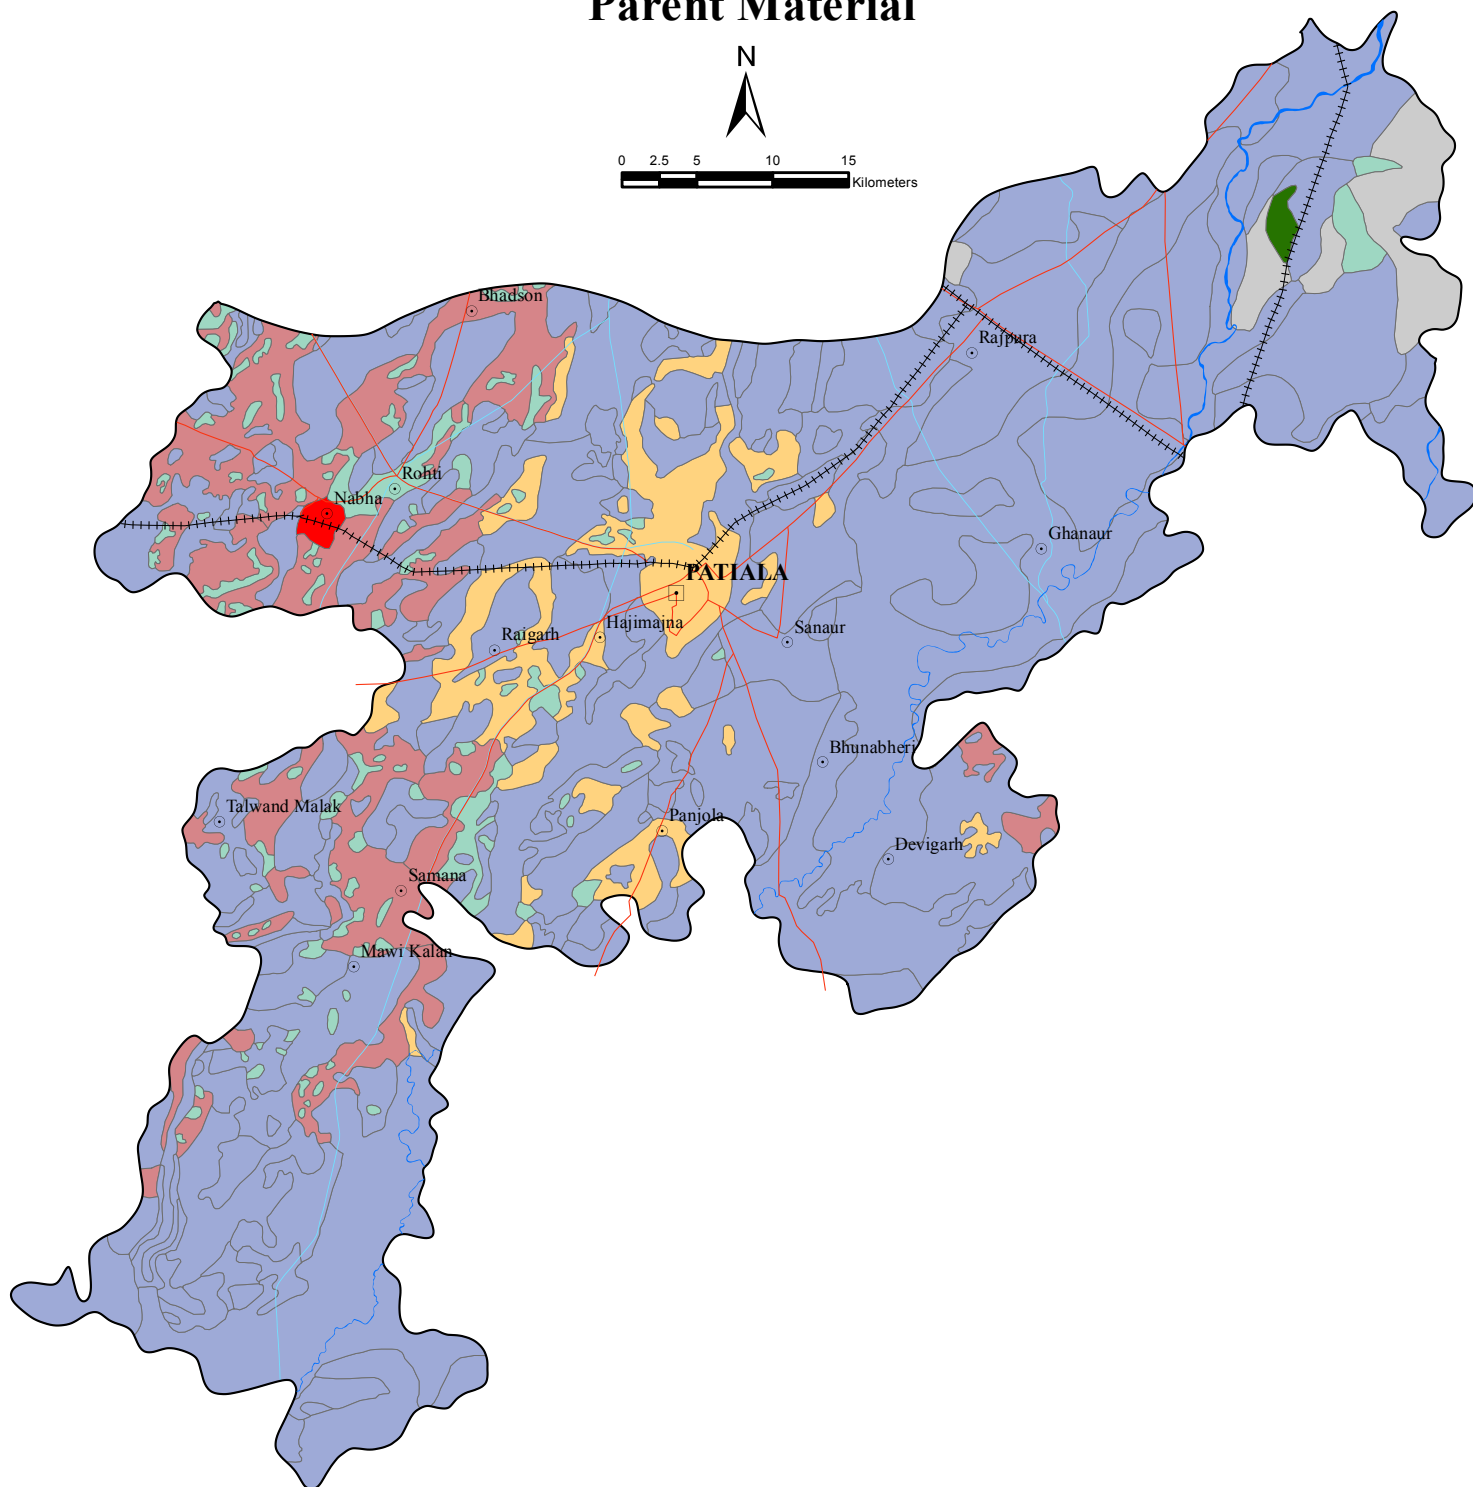 Parent Material
N
0 2.5 5 10 15
Kilometers
Bhadson
Rajpura
Rohti
Nabha
Ghanaur
PATIALA
Hajimajna
Sanaur
Raigarh
Bhunabheri
Talwand Malak
Panjola
Devigarh
Samana
Mawi Kalan